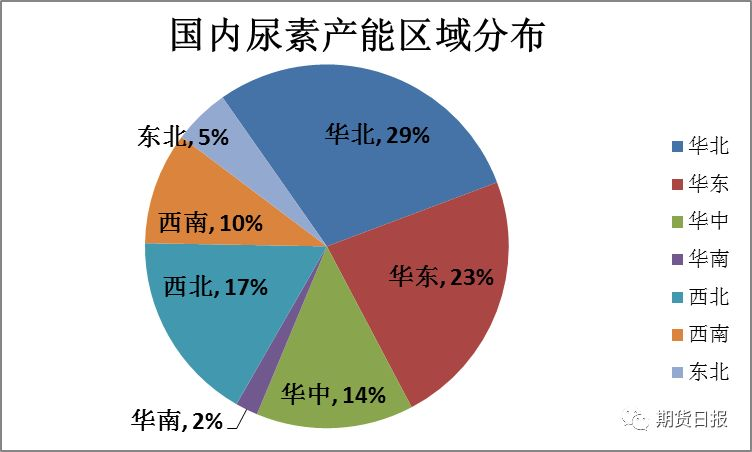 国内尿素产能区域分布
华北, 29%
华东, 23%
华中, 14%
华南, 2%
西北, 17%
西南, 10%
东北, 5%
华北
华东
华中
华南
西北
西南
东北
期货日报